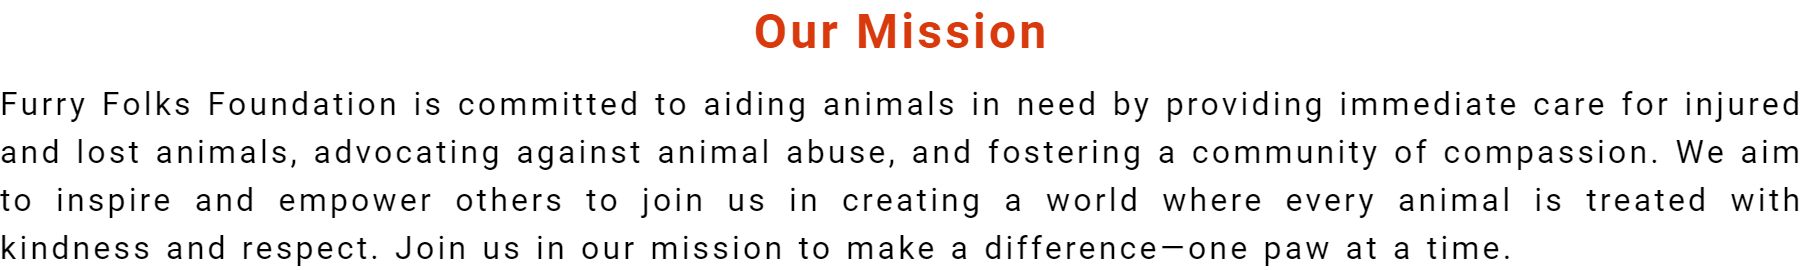 Our Mission
Furry Folks Foundation is committed to aiding animals in need by providing immediate care for injured
and lost animals, advocating against animal abuse, and fostering a community of compassion. We aim
to inspire and empower others to join us in creating a world where every animal is treated with
kindness and respect. Join us in our mission to make a difference—one paw at a time.